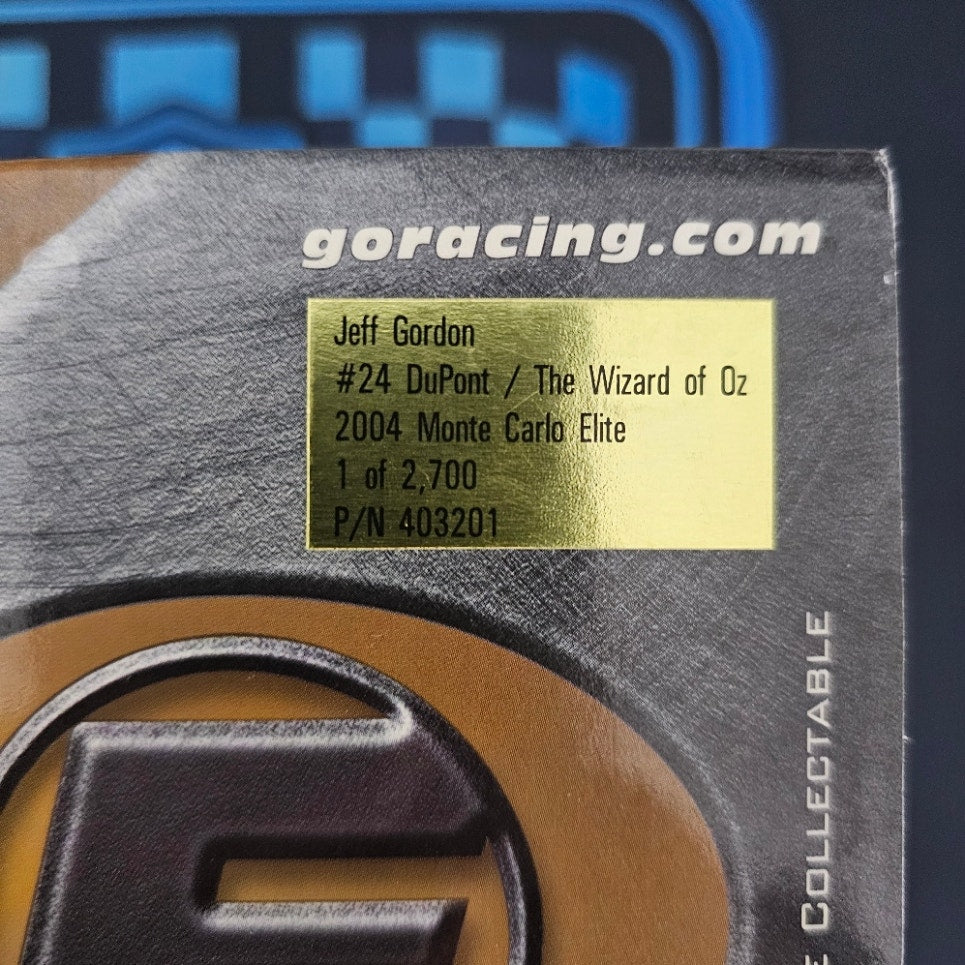 goracing.com
Jeff Gordon
#24 DuPont / The Wizard of Oz
2004 Monte Carlo Elite
1 of 2,700
P/N 403201
COLLECTABLE
E